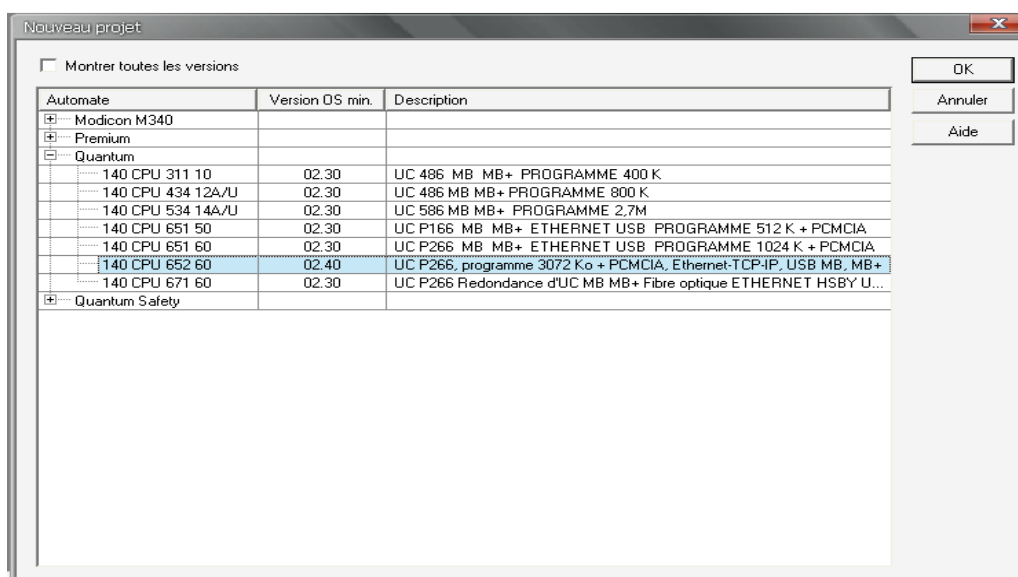 Nouveau projet
Montrer toutes les versions
OK
Annuler
Aide
Automate Version OS min. Description
Modicon M340
Premium
Quantum
140 CPU 311 10 02.30 UC 486 MB MB+ PROGRAMME 400 K
140 CPU 434 12A/U 02.30 UC 486 MB MB+ PROGRAMME 800 K
140 CPU 534 14A/U 02.30 UC 586 MB MB+ PROGRAMME 2,7M
140 CPU 651 50 02.30 UC P166 MB MB+ ETHERNET USB PROGRAMME 512 K + PCMCIA
140 CPU 651 60 02.30 UC P266 MB MB+ ETHERNET USB PROGRAMME 1024 K + PCMCIA
140 CPU 652 60 02.40 UC P266, programme 3072 Ko + PCMCIA, Ethernet-TCP-IP, USB MB, MB+
140 CPU 671 60 02.30 UC P266 Redondance d'UC MB MB+ Fibre optique ETHERNET HSBY U...
Quantum Safety